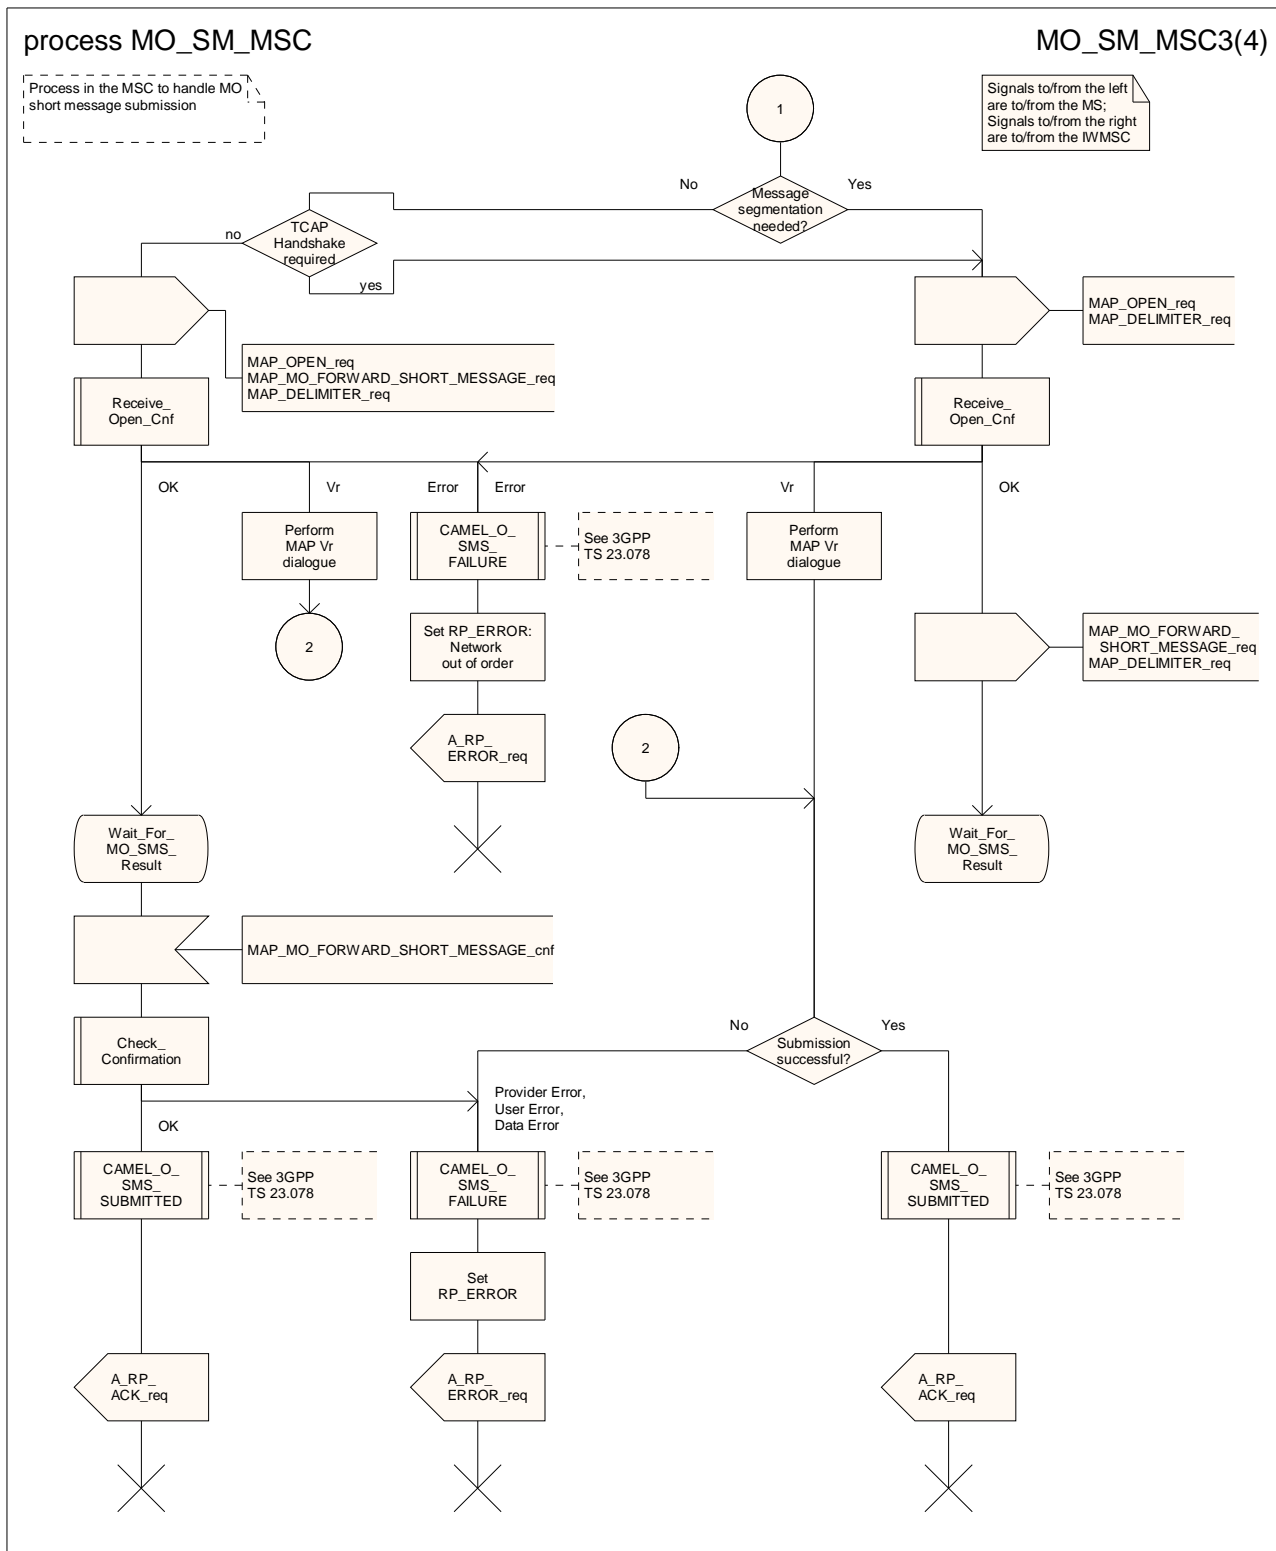 process MO_SM_MSC
MO_SM_MSC3(4)
Process in the MSC to handle MO
short message submission
1
Signals to/from the left
are to/from the MS;
Signals to/from the right
are to/from the IWMSC
No
Message
segmentation
needed?
Yes
no
TCAP
Handshake
required
yes
MAP_OPEN_req
MAP_DELIMITER_req
MAP_OPEN_req
MAP_MO_FORWARD_SHORT_MESSAGE_req
MAP_DELIMITER_req
Receive_
Open_Cnf
Receive_
Open_Cnf
OK
Vr
Error
Error
Vr
OK
Perform
MAP Vr
dialogue
CAMEL_O_
SMS_
FAILURE
See 3GPP
TS 23.078
Perform
MAP Vr
dialogue
2
Set RP_ERROR:
Network
out of order
MAP_MO_FORWARD_
SHORT_MESSAGE_req
MAP_DELIMITER_req
A_RP_
ERROR_req
2
Wait_For_
MO_SMS_
Result
Wait_For_
MO_SMS_
Result
MAP_MO_FORWARD_SHORT_MESSAGE_cnf
Check_
Confirmation
No
Submission
successful?
Yes
Provider Error,
User Error,
Data Error
OK
CAMEL_O_
SMS_
SUBMITTED
See 3GPP
TS 23.078
CAMEL_O_
SMS_
FAILURE
See 3GPP
TS 23.078
CAMEL_O_
SMS_
SUBMITTED
See 3GPP
TS 23.078
Set
RP_ERROR
A_RP_
ACK_req
A_RP_
ERROR_req
A_RP_
ACK_req